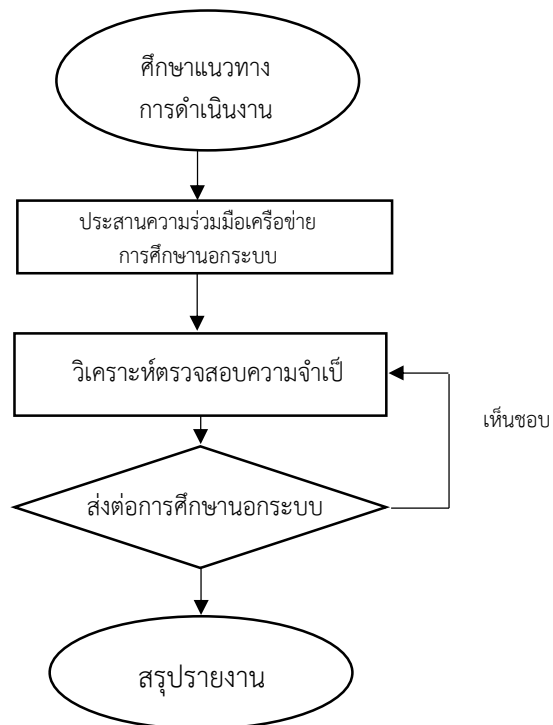 ศึกษาแนวทาง
การดำเนินงาน
ประสานความร่วมมือเครือข่าย
การศึกษานอกระบบ
วิเคราะห์ตรวจสอบความจำเป็
เห็นชอบ
ส่งต่อการศึกษานอกระบบ
สรุปรายงาน